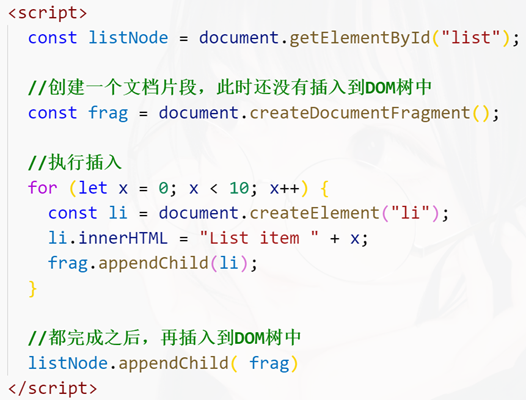 <script>
const listNode = document.getElementById("list");
//创建一个文档片段，此时还没有插入到DOM树中
const frag = document.createDocumentFragment();
//执行插入
for (let x = 0; x < 10; x++) {
const li = document.createElement("li");
li.innerHTML = "List item " + x;
frag.appendChild(li);
}
//都完成之后，再插入到DOM树中
listNode.appendChild( frag)
</script>